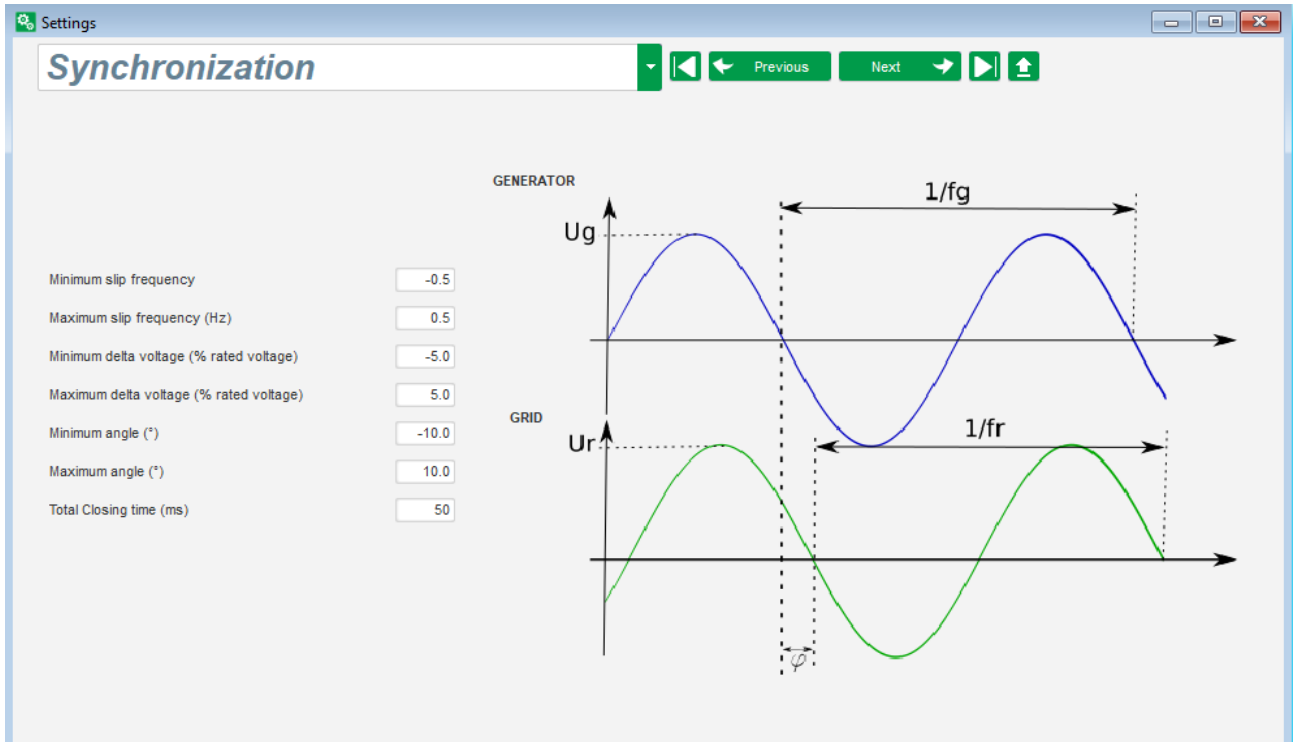 Settings
Synchronization
Previous
Next
GENERATOR
1/fg
Ug
Minimum slip frequency -0.5
Maximum slip frequency (Hz) 0.5
Minimum delta voltage (% rated voltage) -5.0
Maximum delta voltage (% rated voltage) 5.0
GRID
1/fr
Ur
Minimum angle (°) -10.0
Maximum angle (°) 10.0
Total Closing time (ms) 50
φ